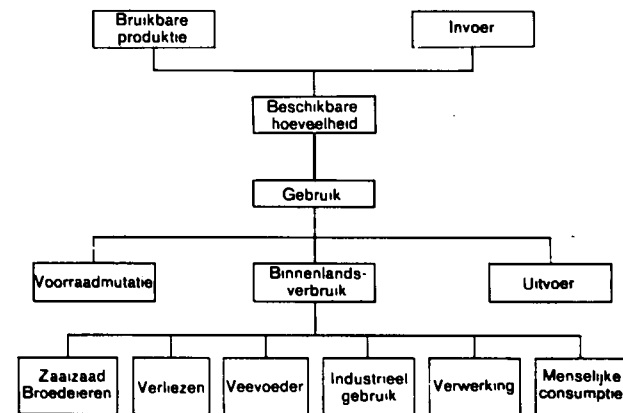 Bruikbare
produktie
Invoer
Beschikbare
hoeveelheid
Gebruik
Voorraadmutatie
Binnenlands-
verbruik
Uitvoer
Zaaizaad
Broedeieren
Verliezen
Veevoeder
Industrieel
gebruik
Verwerking
Menselijke
consumptie